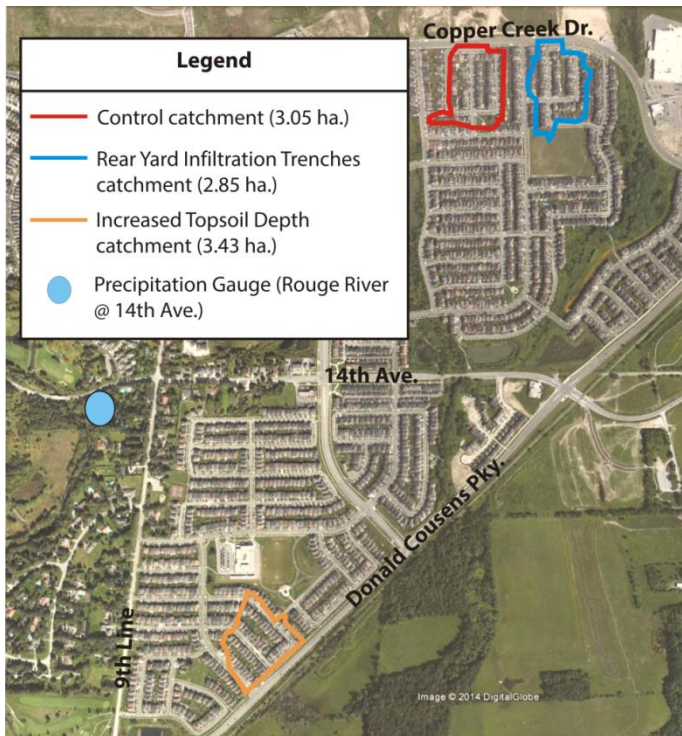 Copper Creek Dr.
Legend
Control catchment (3.05 ha.)
Rear Yard Infiltration Trenches
catchment (2.85 ha.)
Increased Topsoil Depth
catchment (3.43 ha.)
Precipitation Gauge (Rouge River
@ 14th Ave.)
14th Ave.
Donald Cousens Pky.
9th Line
Image © 2014 DigitalGlobe